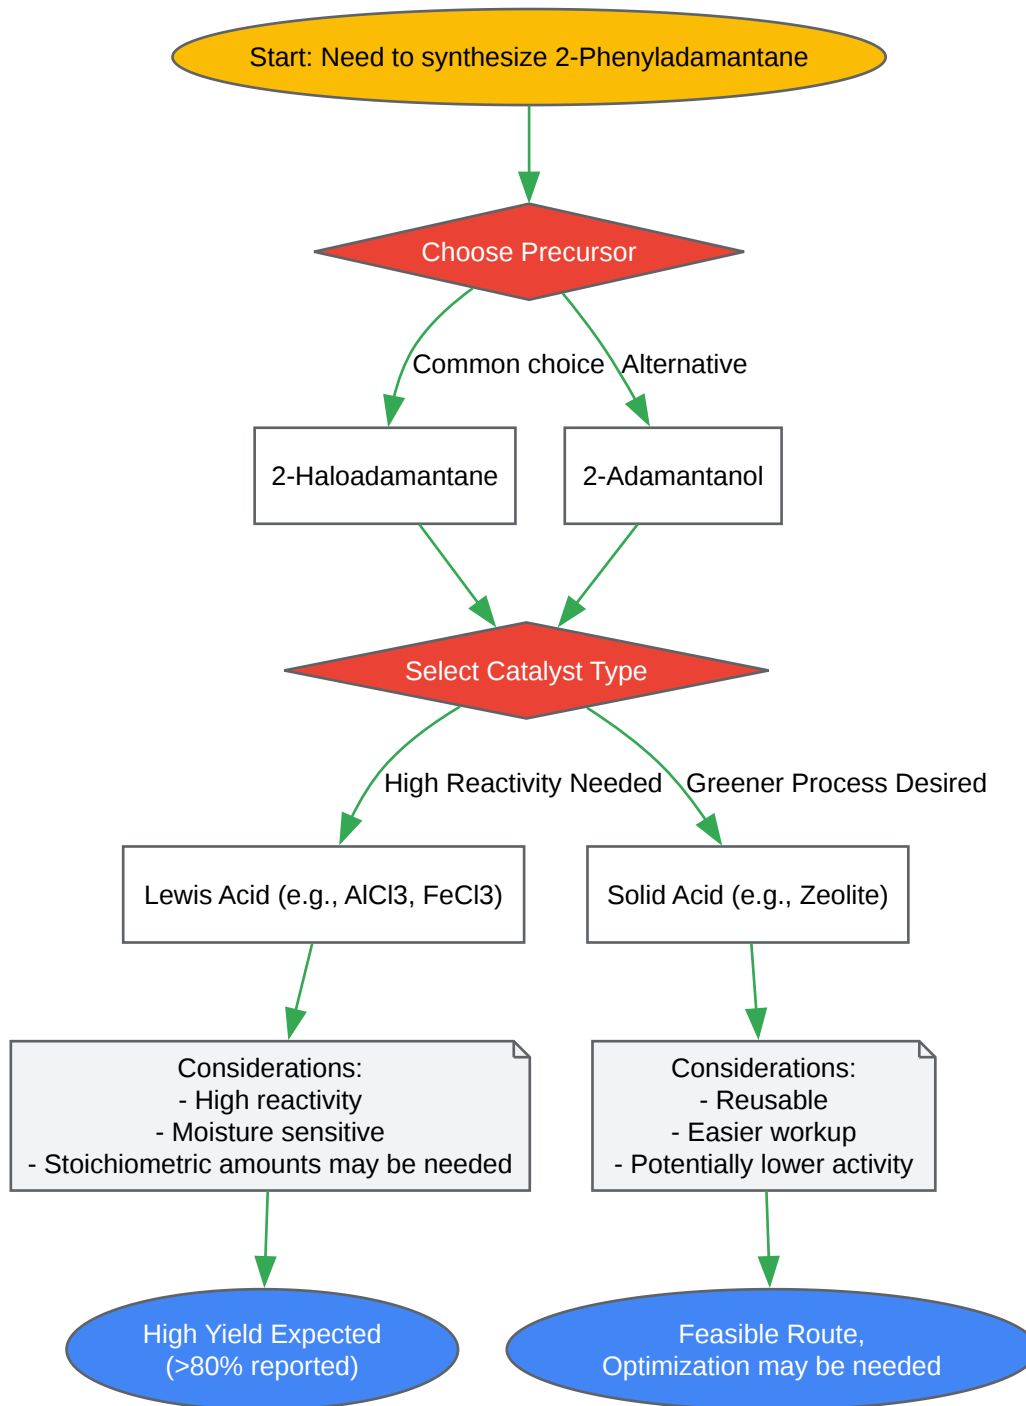 Start: Need to synthesize 2-Phenyladamantane
Choose Precursor
Common choice
Alternative
2-Haloadamantane
2-Adamantanol
Select Catalyst Type
High Reactivity Needed
Greener Process Desired
Lewis Acid (e.g., AlCl3, FeCl3)
Solid Acid (e.g., Zeolite)
Considerations:
- High reactivity
- Moisture sensitive
- Stoichiometric amounts may be needed
Considerations:
- Reusable
- Easier workup
- Potentially lower activity
High Yield Expected
(>80% reported)
Feasible Route,
Optimization may be needed